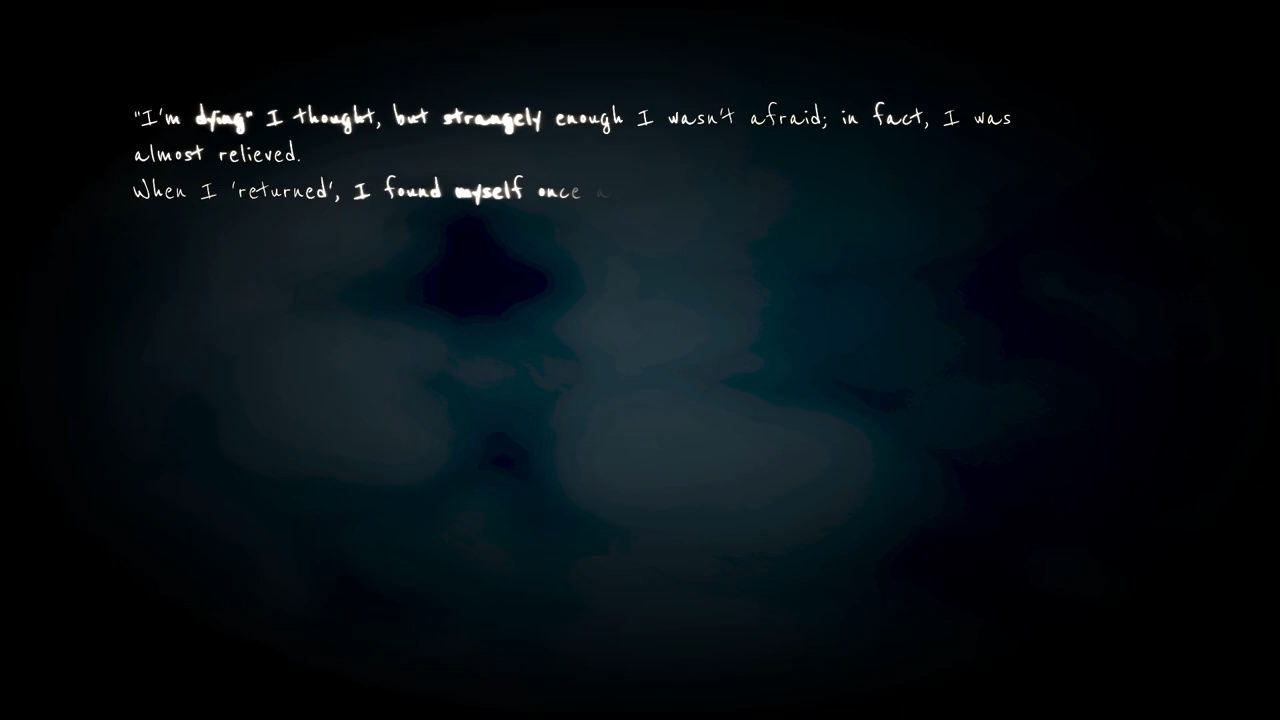 "I'm dying" I thought, but strangely enough I wasn't afraid; in fact, I was
almost relieved.
When I 'returned', I found myself once a